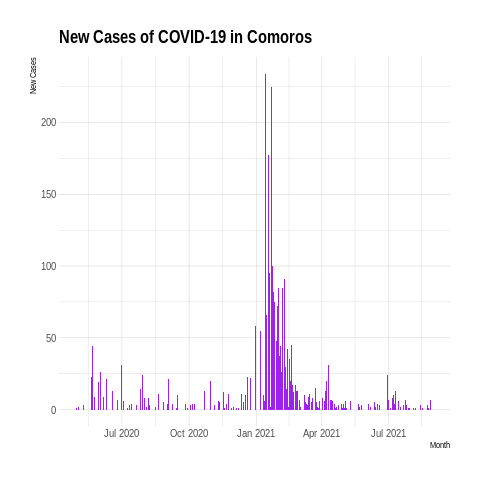 New Cases of COVID-19 in Comoros
New Cases
200
150
100
50
0
Jul 2020 Oct 2020 Jan 2021 Apr 2021 Jul 2021
Month